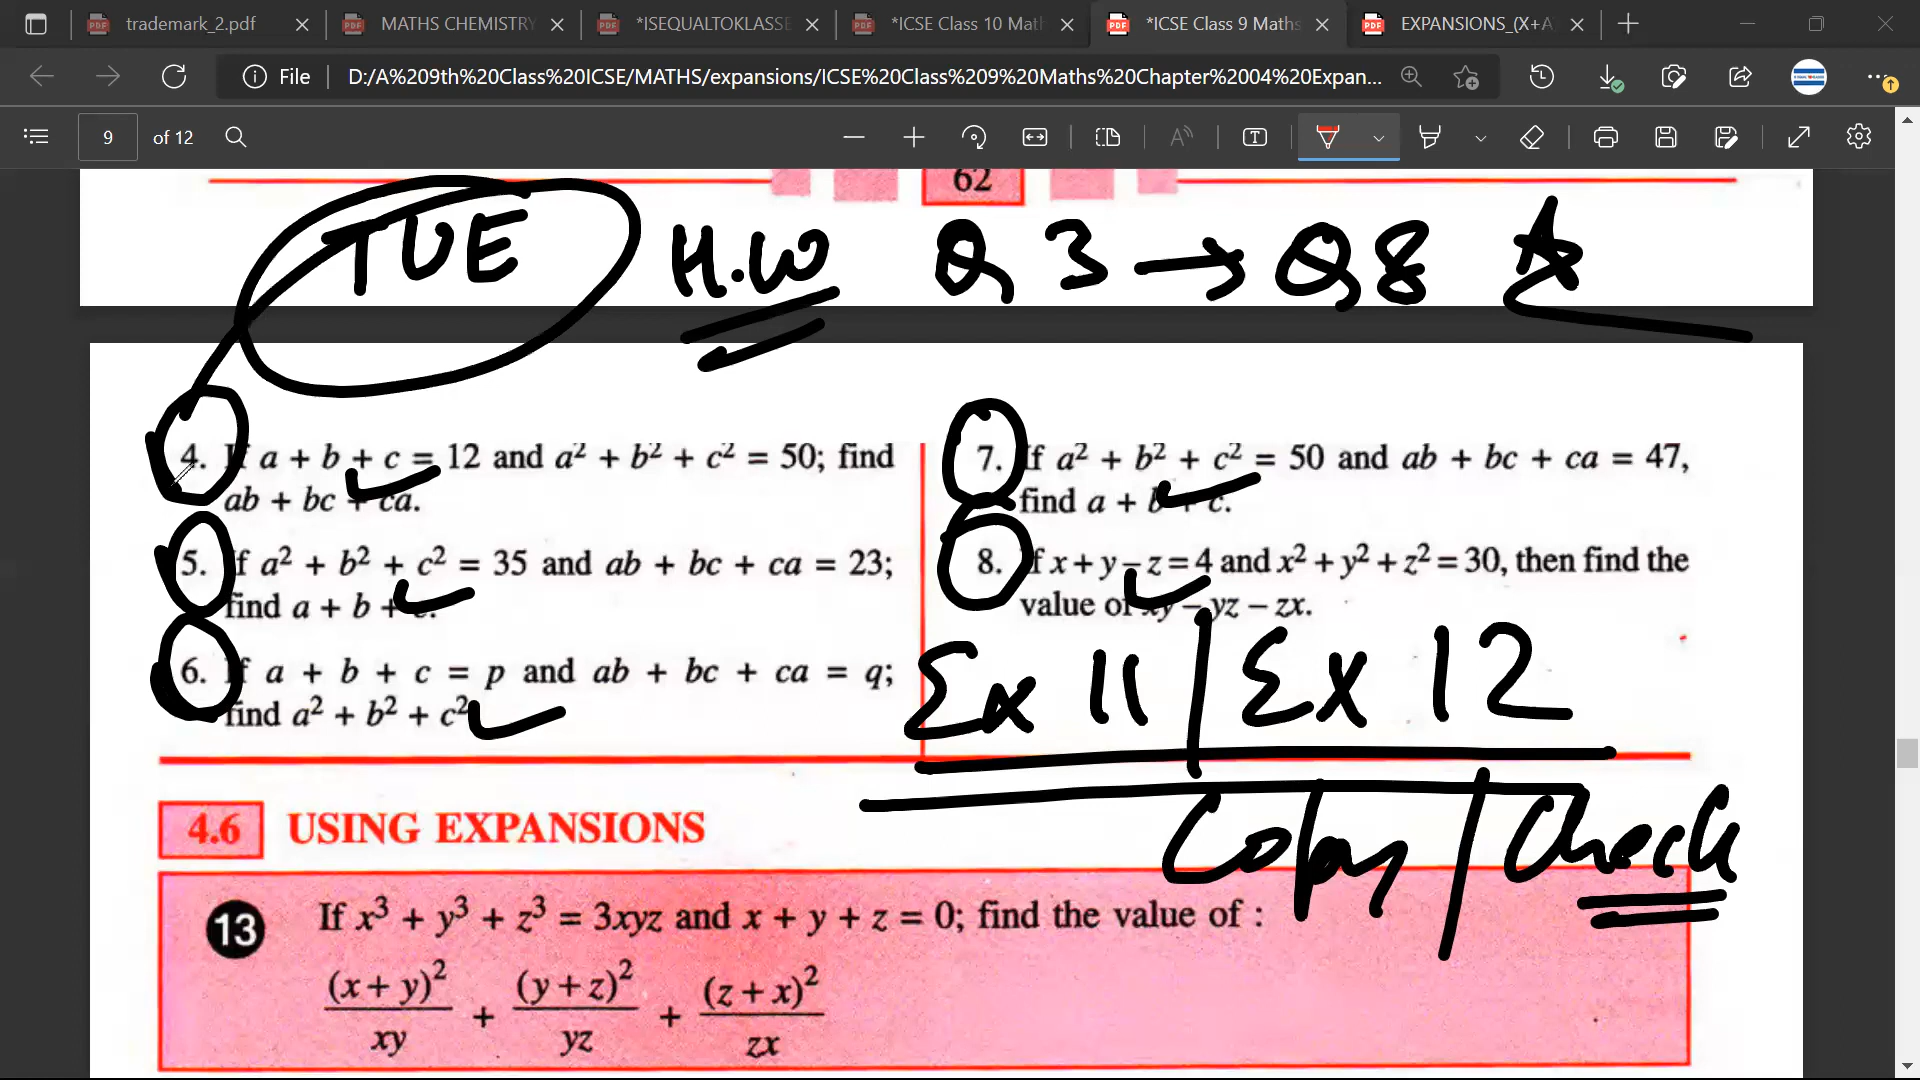 trademark_2.pdf
MATHS CHEMISTRY
*ISEQUALTOKLASSE
*ICSE Class 10 Math
*ICSE Class 9 Maths
EXPANSIONS_(X+A
File
D:/A%209th%20Class%20ICSE/MATHS/expansions/ICSE%20Class%209%20Maths%20Chapter%2004%20Expan...
9 of 12
62
TUE H.W Q 3 → Q 8
4. If a + b + c = 12 and a² + b² + c² = 50; find
ab + bc + ca.
5. If a² + b² + c² = 35 and ab + bc + ca = 23;
find a + b + c.
6. If a + b + c = p and ab + bc + ca = q;
find a² + b² + c²
7. If a² + b² + c² = 50 and ab + bc + ca = 47,
find a + b + c.
8. If x + y – z = 4 and x² + y² + z² = 30, then find the
value of xy – yz – zx.
Ex 11 | Ex 12
Copy / Check
4.6 USING EXPANSIONS
13 If x³ + y³ + z³ = 3xyz and x + y + z = 0; find the value of :
(x + y)²/xy + (y + z)²/yz + (z + x)²/zx